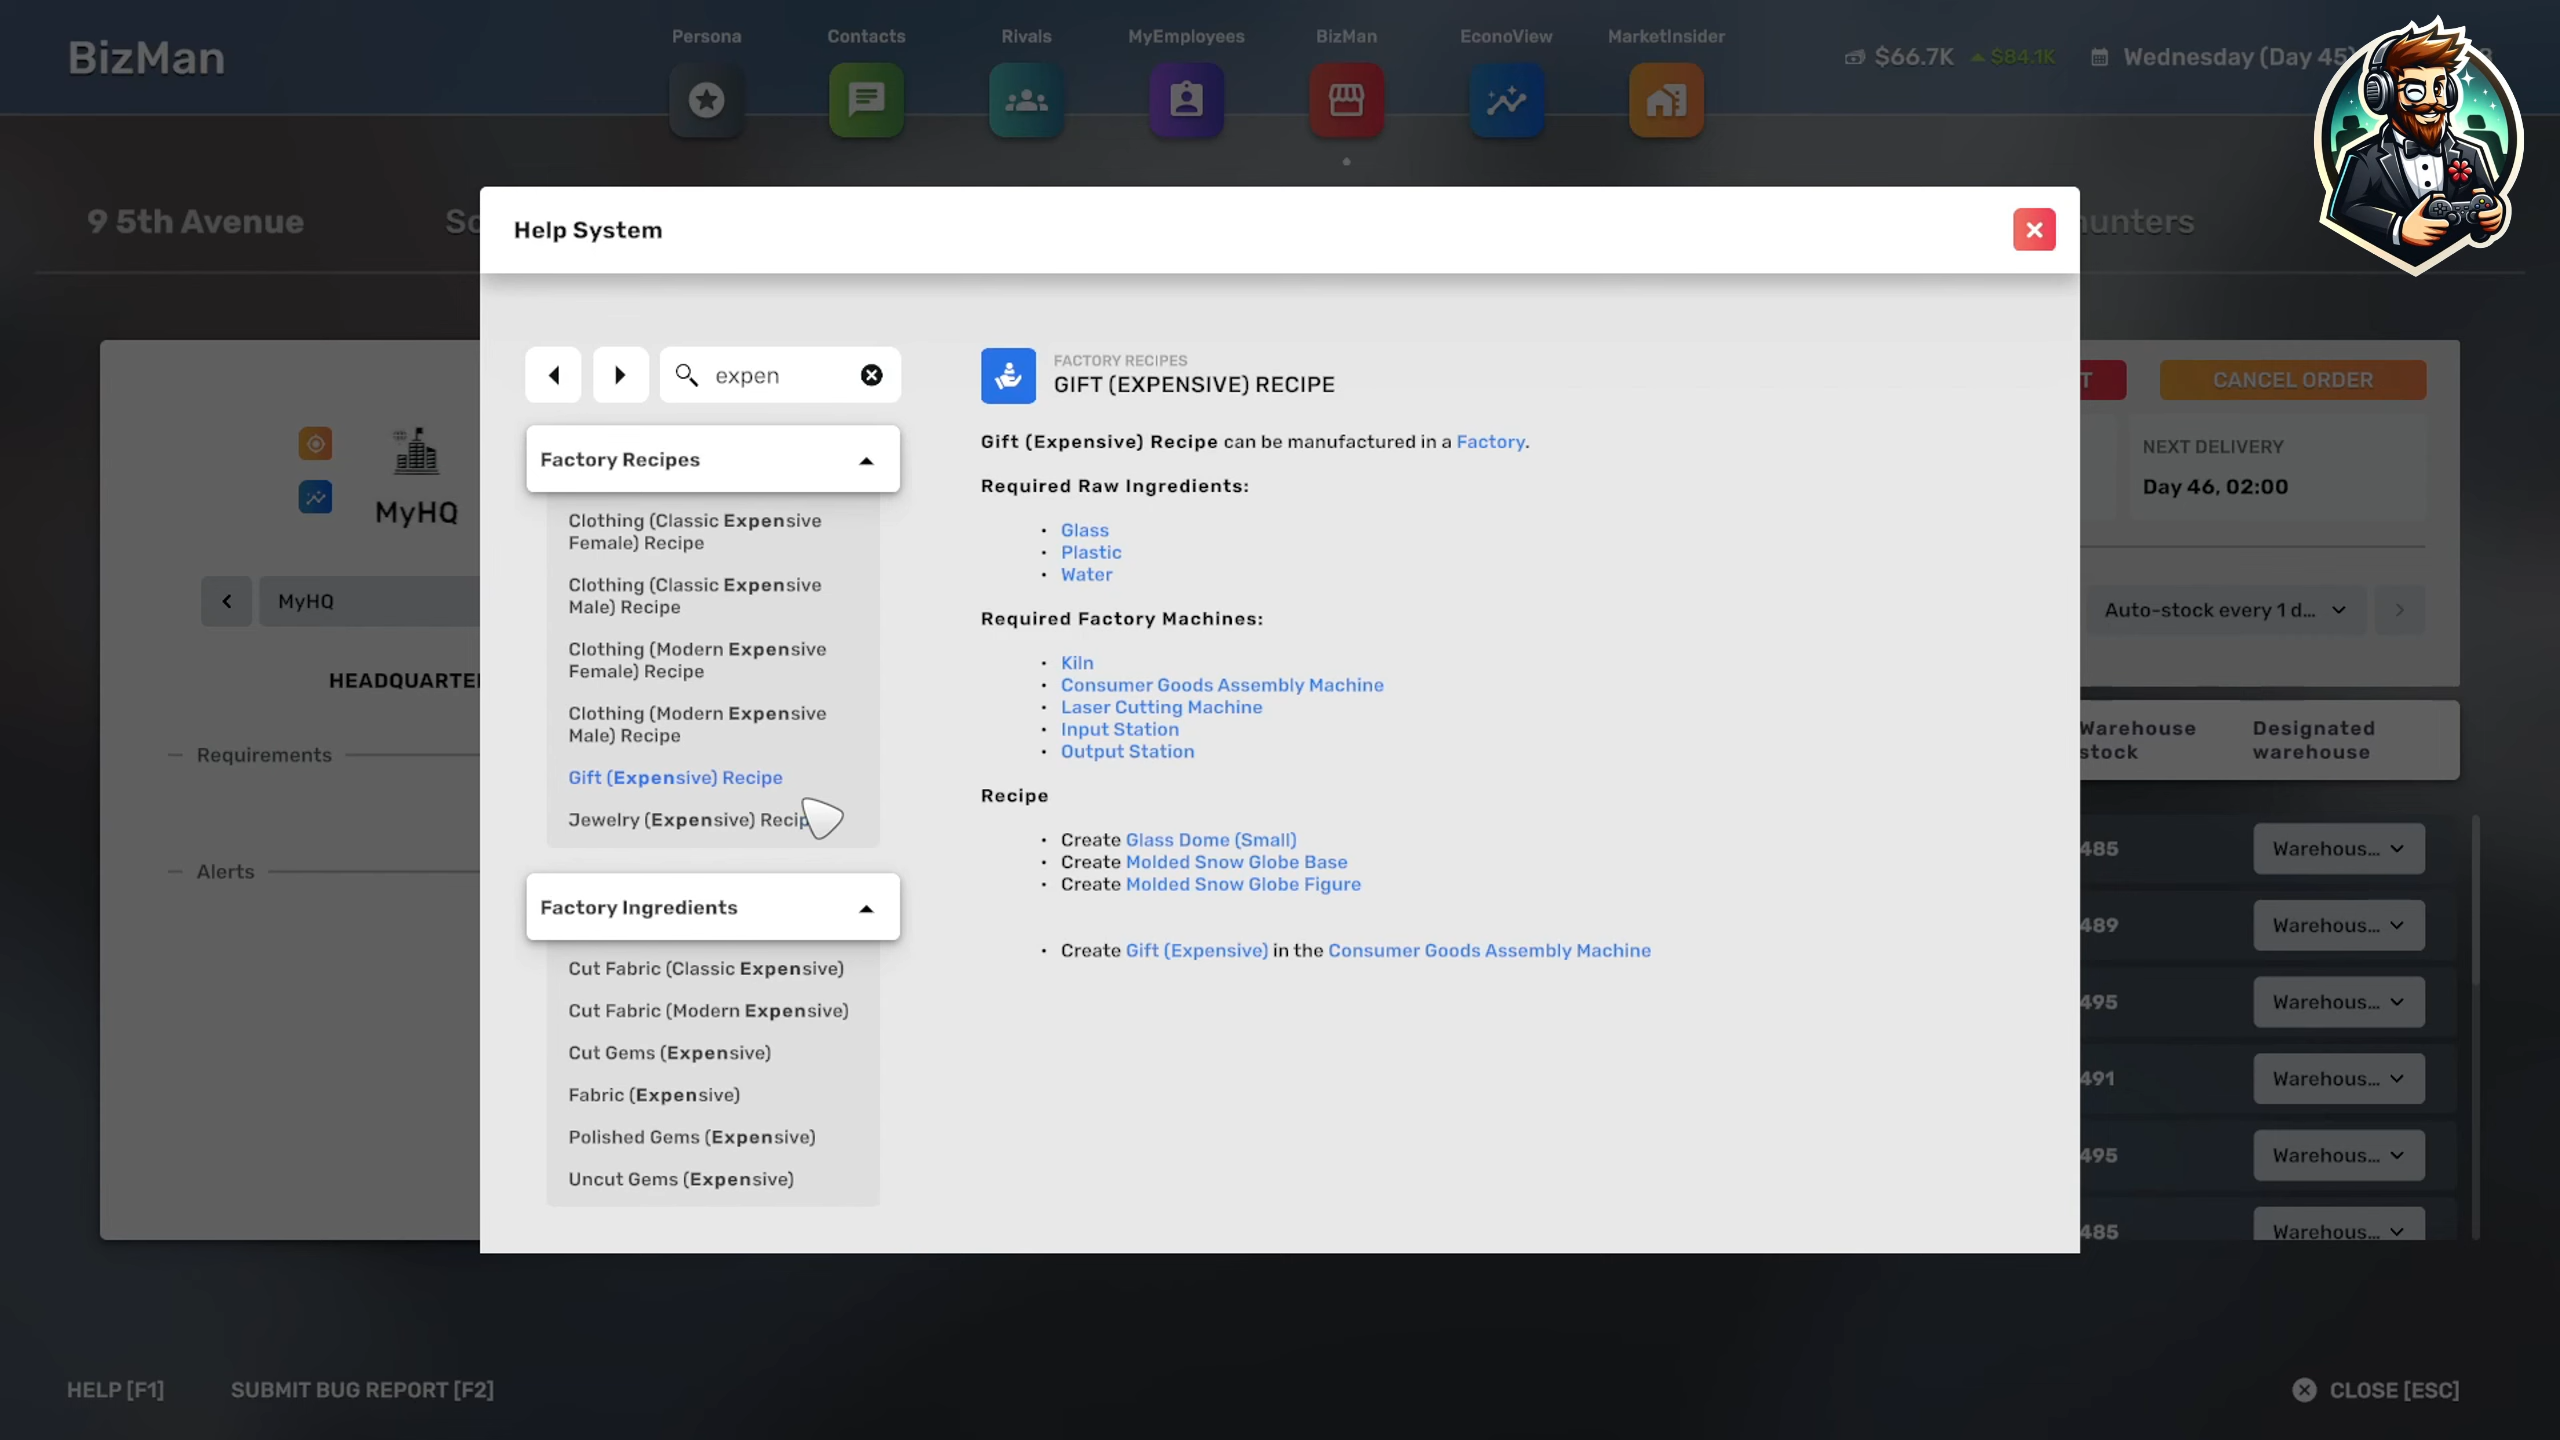 BizMan
Persona
Contacts
Rivals
MyEmployees
BizMan
EconoView
MarketInsider
$66.7K
$84.1K
Wednesday (Day 45)
9 5th Avenue
Help System
expen
Factory Recipes
Clothing (Classic Expensive
Female) Recipe
Clothing (Classic Expensive
Male) Recipe
Clothing (Modern Expensive
Female) Recipe
Clothing (Modern Expensive
Male) Recipe
Gift (Expensive) Recipe
Jewelry (Expensive) Recip
Factory Ingredients
Cut Fabric (Classic Expensive)
Cut Fabric (Modern Expensive)
Cut Gems (Expensive)
Fabric (Expensive)
Polished Gems (Expensive)
Uncut Gems (Expensive)
FACTORY RECIPES
GIFT (EXPENSIVE) RECIPE
Gift (Expensive) Recipe can be manufactured in a Factory.
Required Raw Ingredients:
• Glass
• Plastic
• Water
Required Factory Machines:
• Kiln
• Consumer Goods Assembly Machine
• Laser Cutting Machine
• Input Station
• Output Station
Recipe
• Create Glass Dome (Small)
• Create Molded Snow Globe Base
• Create Molded Snow Globe Figure
• Create Gift (Expensive) in the Consumer Goods Assembly Machine
MyHQ
MyHQ
Requirements
Alerts
CANCEL ORDER
NEXT DELIVERY
Day 46, 02:00
Auto-stock every 1 d...
Warehouse
stock
Designated
warehouse
485
Warehous...
489
Warehous...
495
Warehous...
491
Warehous...
495
Warehous...
485
Warehous...
HELP [F1]
SUBMIT BUG REPORT [F2]
CLOSE [ESC]